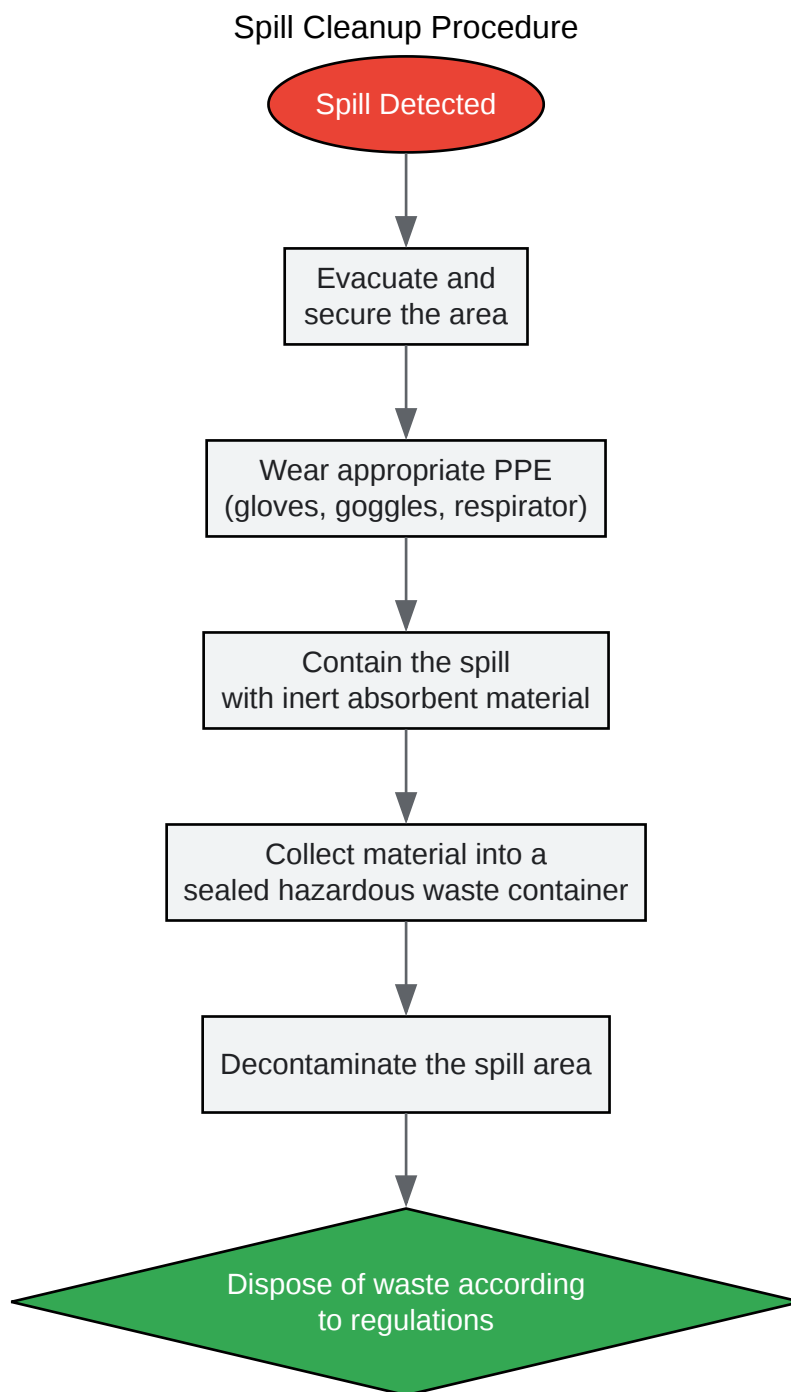 Spill Cleanup Procedure
Spill Detected
Evacuate and
secure the area
Wear appropriate PPE
(gloves, goggles, respirator)
Contain the spill
with inert absorbent material
Collect material into a
sealed hazardous waste container
Decontaminate the spill area
Dispose of waste according
to regulations